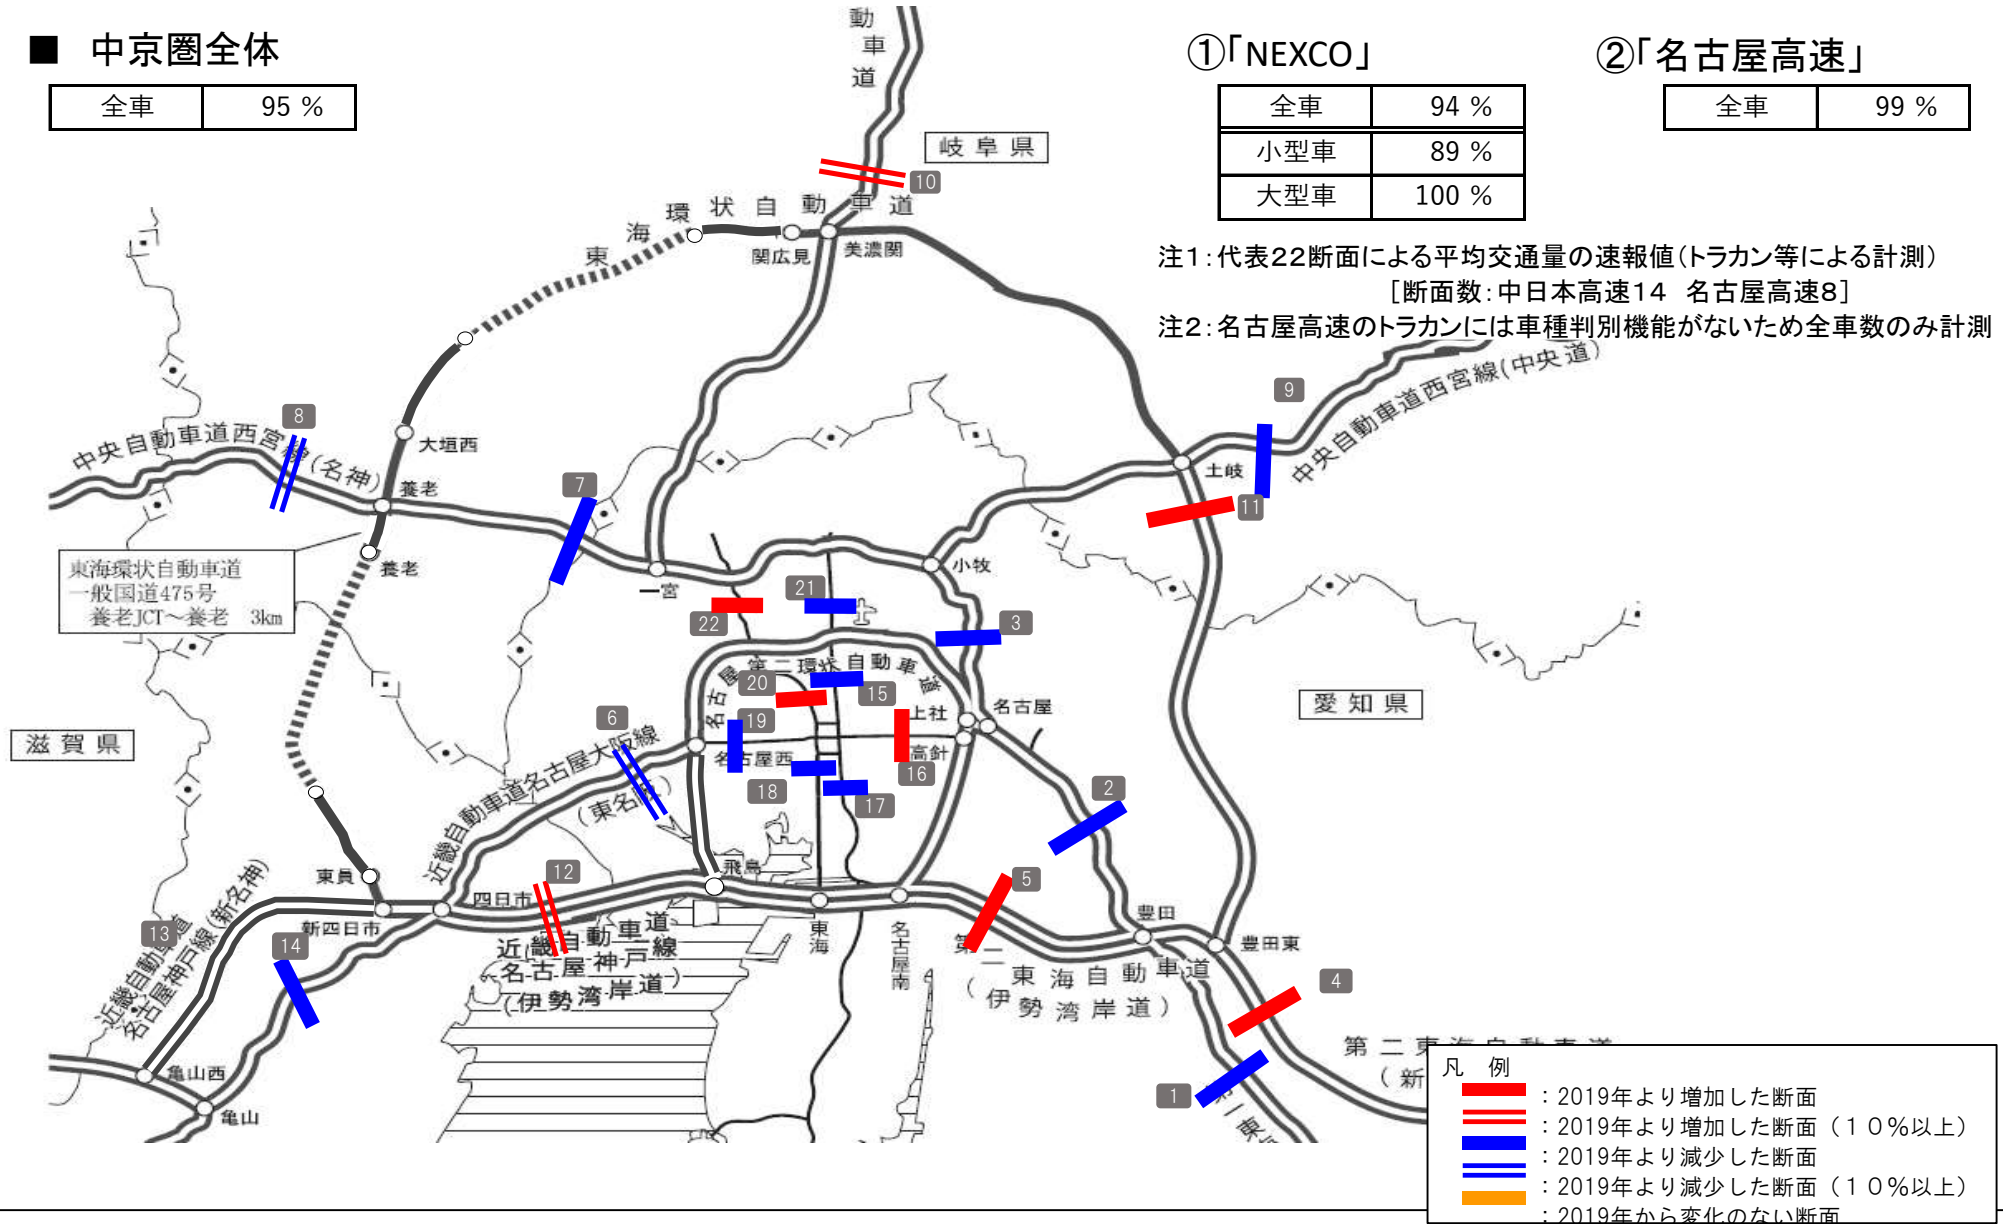 ■ 中京圏全体
全車 95 %
①「NEXCO」
全車 94 %
小型車 89 %
大型車 100 %
②「名古屋高速」
全車 99 %
注1：代表22断面による平均交通量の速報値（トラカン等による計測）
［断面数：中日本高速14 名古屋高速8］
注2：名古屋高速のトラカンには車種判別機能がないため全車数のみ計測
動車道
岐阜県
10
東海環状自動車道
関広見
美濃関
9
中央自動車道西宮線(中央道)
8
中央自動車道西宮線(名神)
大垣西
養老
7
土岐
11
養老
東海環状自動車道
一般国道475号
養老JCT～養老 3km
一宮
小牧
21
22
3
名古屋第二環状自動車道
20
15
19
上社
名古屋
愛知県
滋賀県
6
近畿自動車道名古屋大阪線
(東名阪)
名古屋西
高針
16
18
17
2
飛島
東員
12
5
四日市
新四日市
13
14
近畿自動車道
名古屋神戸線(新名神)
近畿自動車道
名古屋神戸線
(伊勢湾岸道)
東海
名古屋南
豊田
豊田東
第二東海自動車道
(伊勢湾岸道)
4
1
亀山西
亀山
第二東海自動車道
(新
第一東
凡 例
：2019年より増加した断面
：2019年より増加した断面（１０％以上）
：2019年より減少した断面
：2019年より減少した断面（１０％以上）
：2019年から変化のない断面